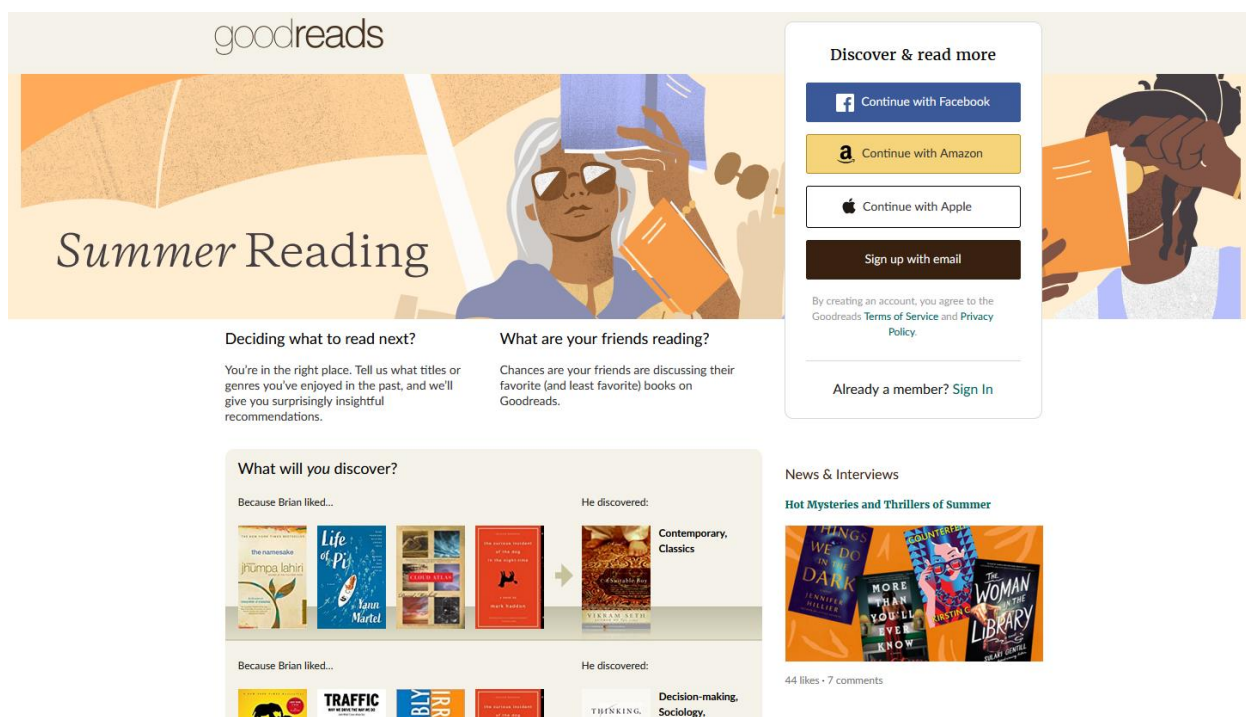 goodreads
Discover & read more
Continue with Facebook
Continue with Amazon
Continue with Apple
Sign up with email
By creating an account, you agree to the
Goodreads Terms of Service and Privacy
Policy.
Already a member? Sign In
Summer Reading
Deciding what to read next?
You're in the right place. Tell us what titles or
genres you've enjoyed in the past, and we'll
give you surprisingly insightful
recommendations.
What are your friends reading?
Chances are your friends are discussing their
favorite (and least favorite) books on
Goodreads.
What will you discover?
Because Brian liked...
He discovered:
the namesake
jhumpa lahiri
Life
of Pi
Yann
Martel
CLOUD ATLAS
the curious incident
of the dog
in the night-time
mark haddon
VIKRAM SETH
Contemporary,
Classics
Because Brian liked...
He discovered:
TRAFFIC
the curious incident
of the dog
THINKING,
Decision-making,
Sociology,
News & Interviews
Hot Mysteries and Thrillers of Summer
THINGS
WE DO
IN THE
DARK
JENNIFER
HILLIER
MORE
THAN
YOU'LL
EVER
KNOW
COUNTERFEIT
KIRSTIN C
THE
WOMAN
IN THE
LIBRARY
SULARI GENTILL
44 likes • 7 comments